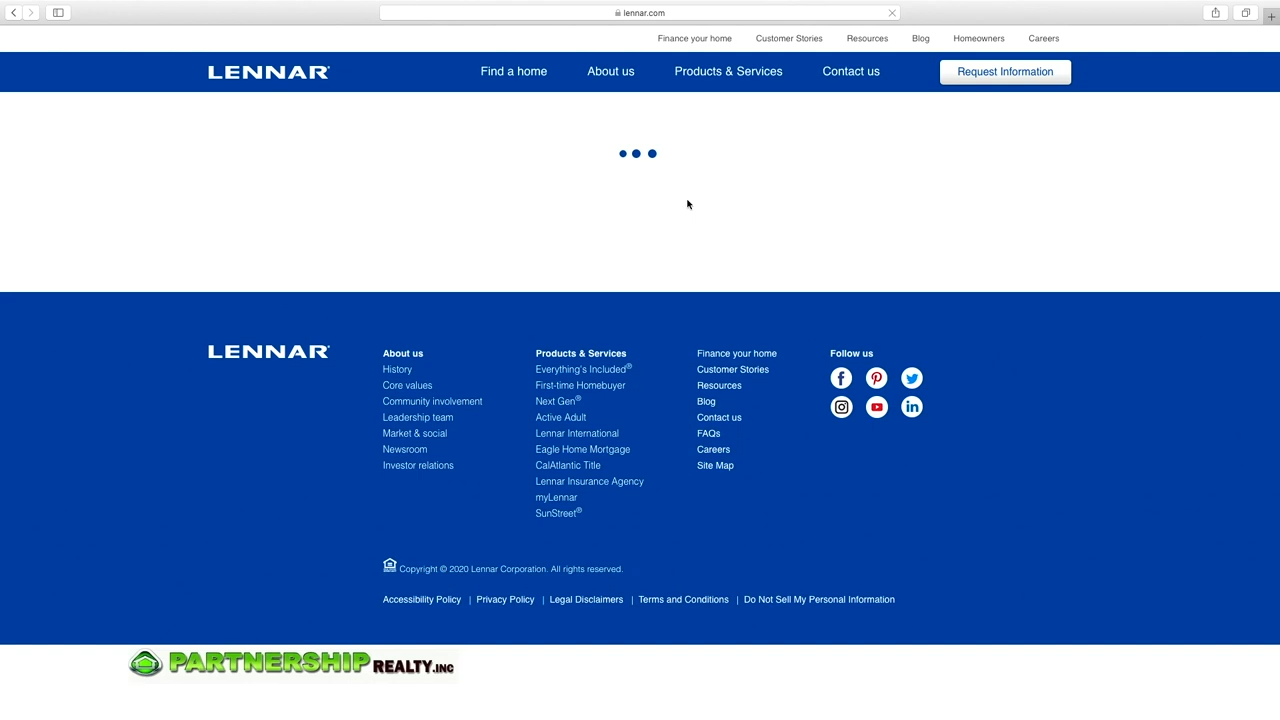 lennar.com
Finance your home Customer Stories Resources Blog Homeowners Careers
LENNAR® Find a home About us Products & Services Contact us Request Information
LENNAR®
About us
History
Core values
Community involvement
Leadership team
Market & social
Newsroom
Investor relations
Products & Services
Everything's Included®
First-time Homebuyer
Next Gen®
Active Adult
Lennar International
Eagle Home Mortgage
CalAtlantic Title
Lennar Insurance Agency
myLennar
SunStreet®
Finance your home
Customer Stories
Resources
Blog
Contact us
FAQs
Careers
Site Map
Follow us
Copyright © 2020 Lennar Corporation. All rights reserved.
Accessibility Policy | Privacy Policy | Legal Disclaimers | Terms and Conditions | Do Not Sell My Personal Information
PARTNERSHIP REALTY.INC